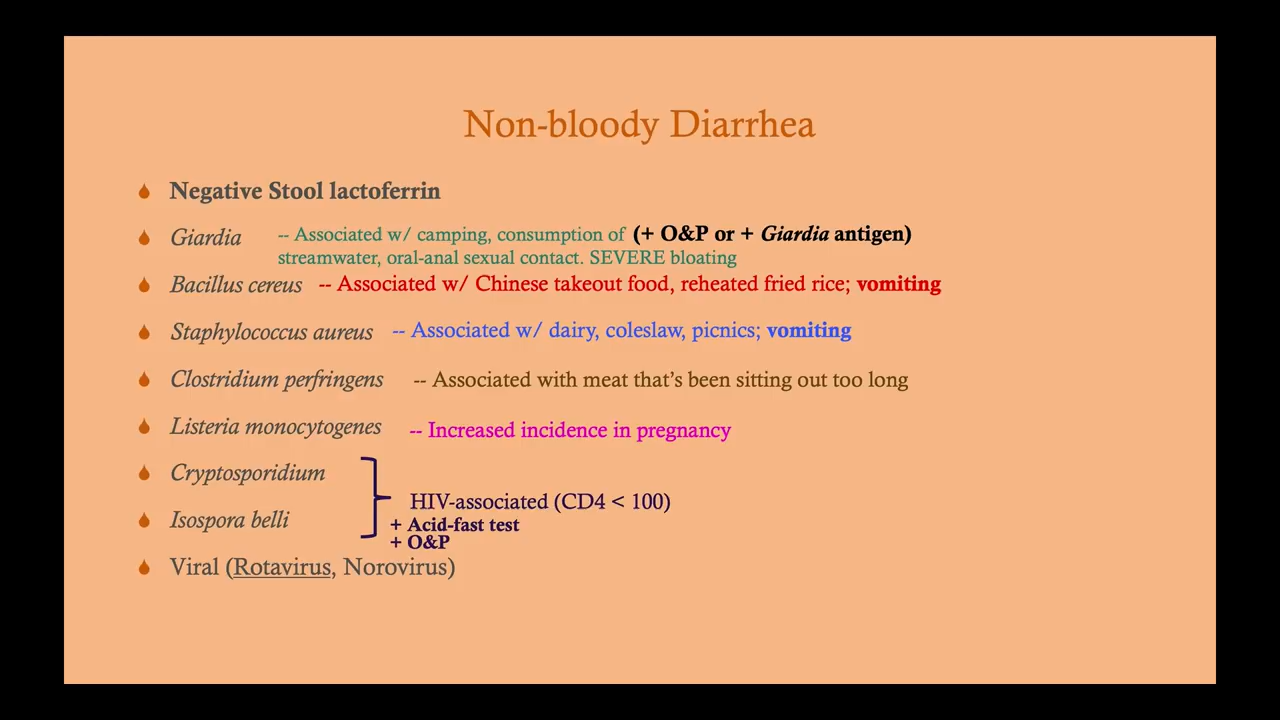 Non-bloody Diarrhea
Negative Stool lactoferrin
Giardia -- Associated w/ camping, consumption of (+ O&P or + Giardia antigen)
streamwater, oral-anal sexual contact. SEVERE bloating
Bacillus cereus -- Associated w/ Chinese takeout food, reheated fried rice; vomiting
Staphylococcus aureus -- Associated w/ dairy, coleslaw, picnics; vomiting
Clostridium perfringens -- Associated with meat that’s been sitting out too long
Listeria monocytogenes -- Increased incidence in pregnancy
Cryptosporidium
HIV-associated (CD4 < 100)
Isospora belli
+ Acid-fast test
+ O&P
Viral (Rotavirus, Norovirus)